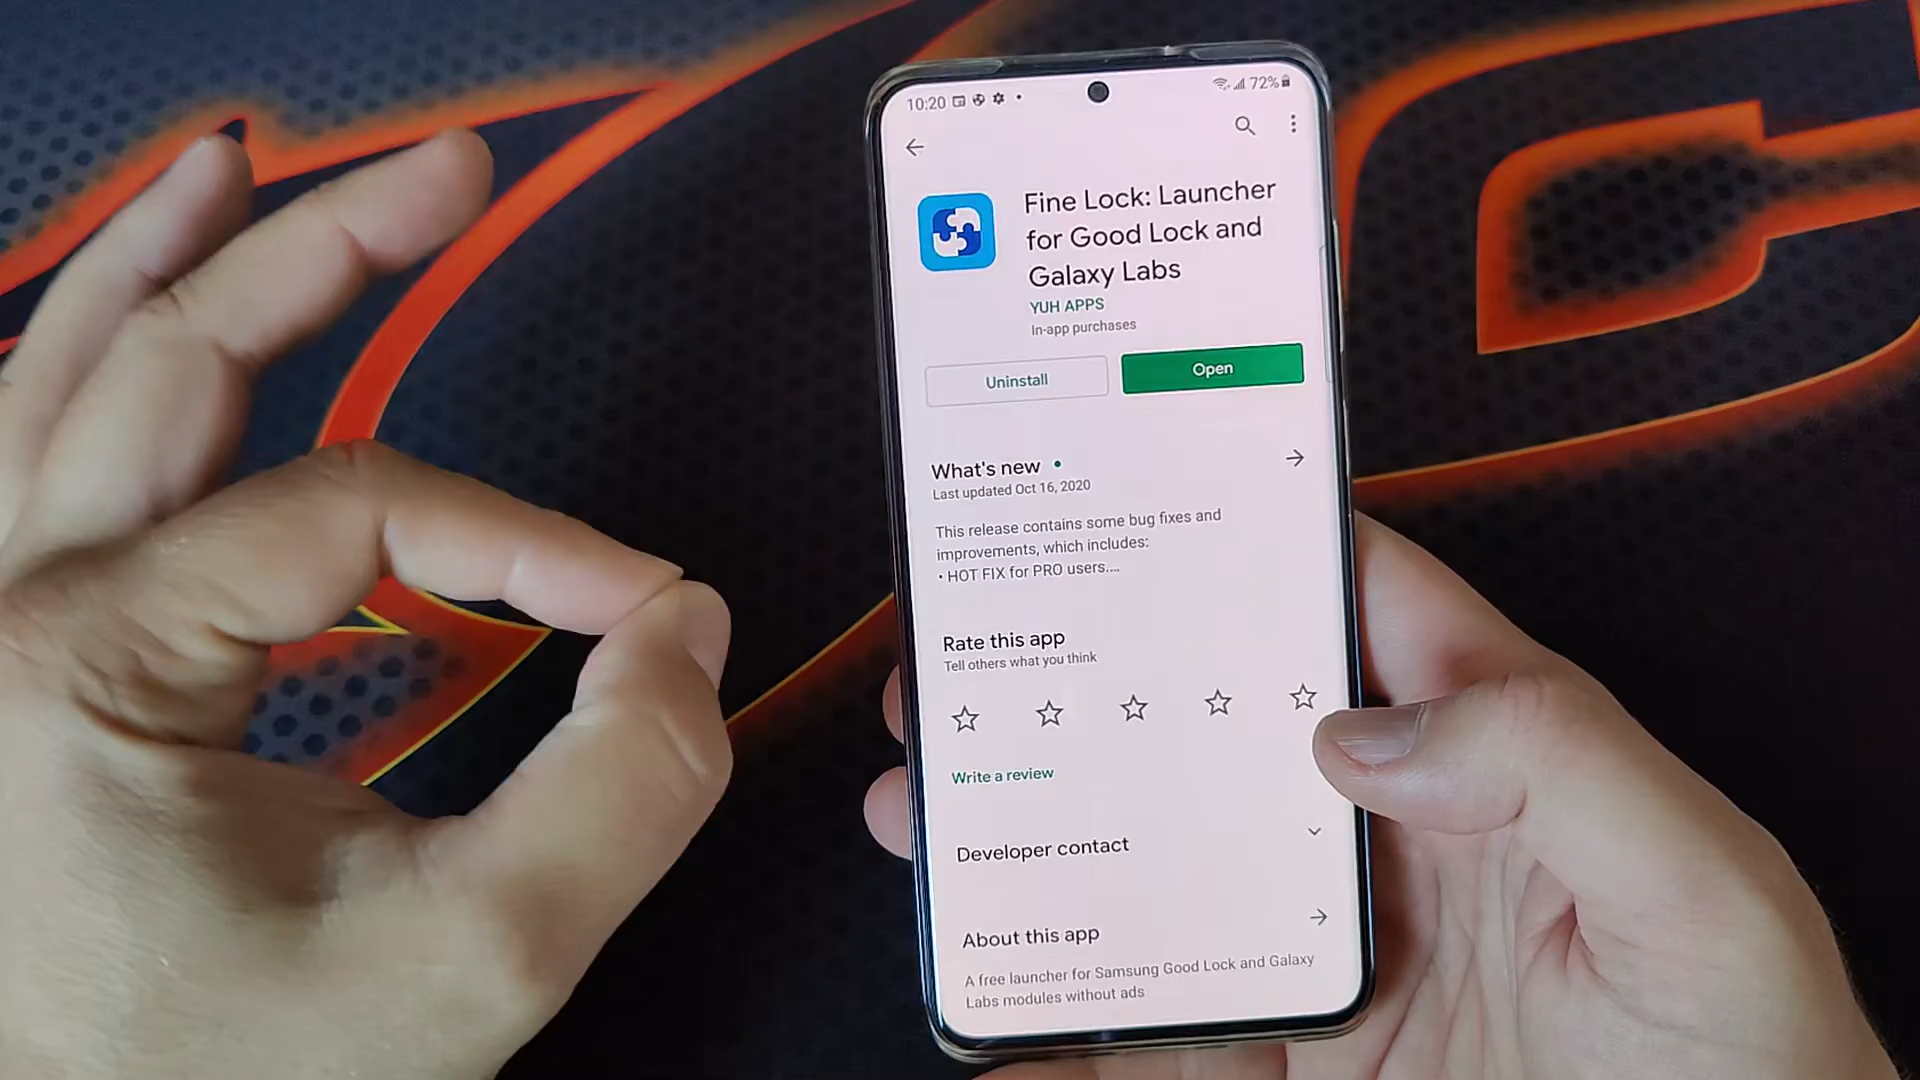 10:20
72%
Fine Lock: Launcher
for Good Lock and
Galaxy Labs
YUH APPS
In-app purchases
Uninstall
Open
What's new
Last updated Oct 16, 2020
This release contains some bug fixes and
improvements, which includes:
• HOT FIX for PRO users....
Rate this app
Tell others what you think
Write a review
Developer contact
About this app
A free launcher for Samsung Good Lock and Galaxy
Labs modules without ads